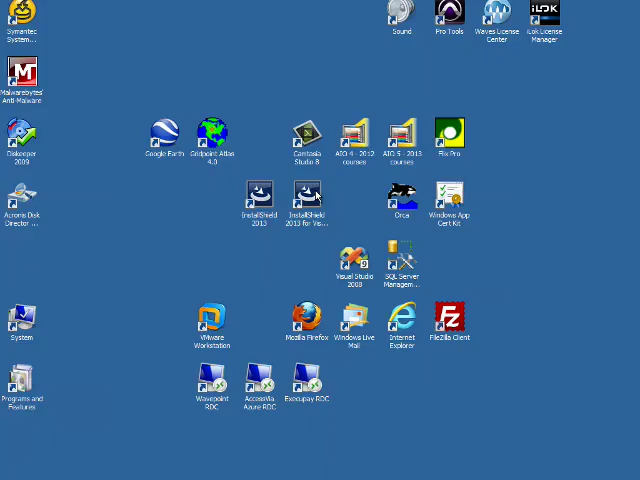 Symantec
System...
Sound
Pro Tools
Waves License
Center
iLok License
Manager
Malwarebytes'
Anti-Malware
Diskeeper
2009
Google Earth
Gridpoint Atlas
4.0
Camtasia
Studio 8
AIO 4 - 2012
courses
AIO 5 - 2013
courses
Flix Pro
Acronis Disk
Director ...
InstallShield
2013
InstallShield
2013 for Vis...
Orca
Windows App
Cert Kit
Visual Studio
2008
SQL Server
Managem...
System
VMware
Workstation
Mozilla Firefox
Windows Live
Mail
Internet
Explorer
FileZilla Client
Programs and
Features
Wavepoint
RDC
AccessVia
Azure RDC
Execupay RDC